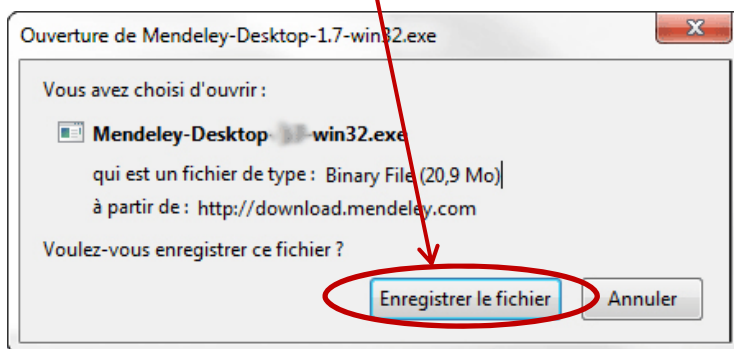 Ouverture de Mendeley-Desktop-1.7-win32.exe
Vous avez choisi d'ouvrir :
Mendeley-Desktop- -win32.exe
qui est un fichier de type : Binary File (20,9 Mo)
à partir de : http://download.mendeley.com
Voulez-vous enregistrer ce fichier ?
Enregistrer le fichier Annuler